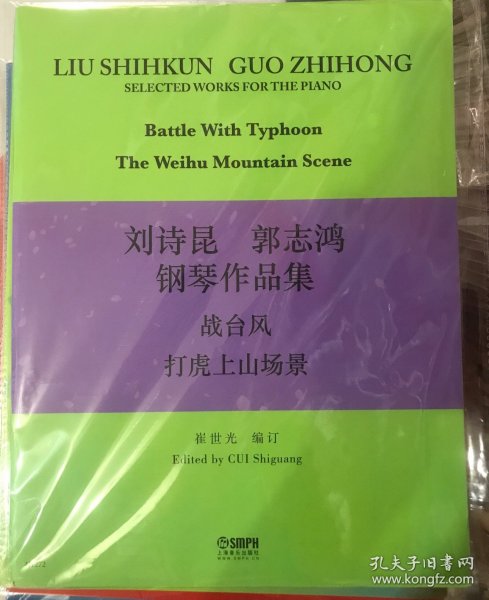 LIU SHIHKUN GUO ZHIHONG
SELECTED WORKS FOR THE PIANO
Battle With Typhoon
The Weihu Mountain Scene
刘诗昆 郭志鸿
钢琴作品集
战台风
打虎上山场景
崔世光 编订
Edited by CUI Shiguang
SMPH
上海音乐出版社
WWW.SMPH.CN
孔夫子旧书网
www.kongfz.com